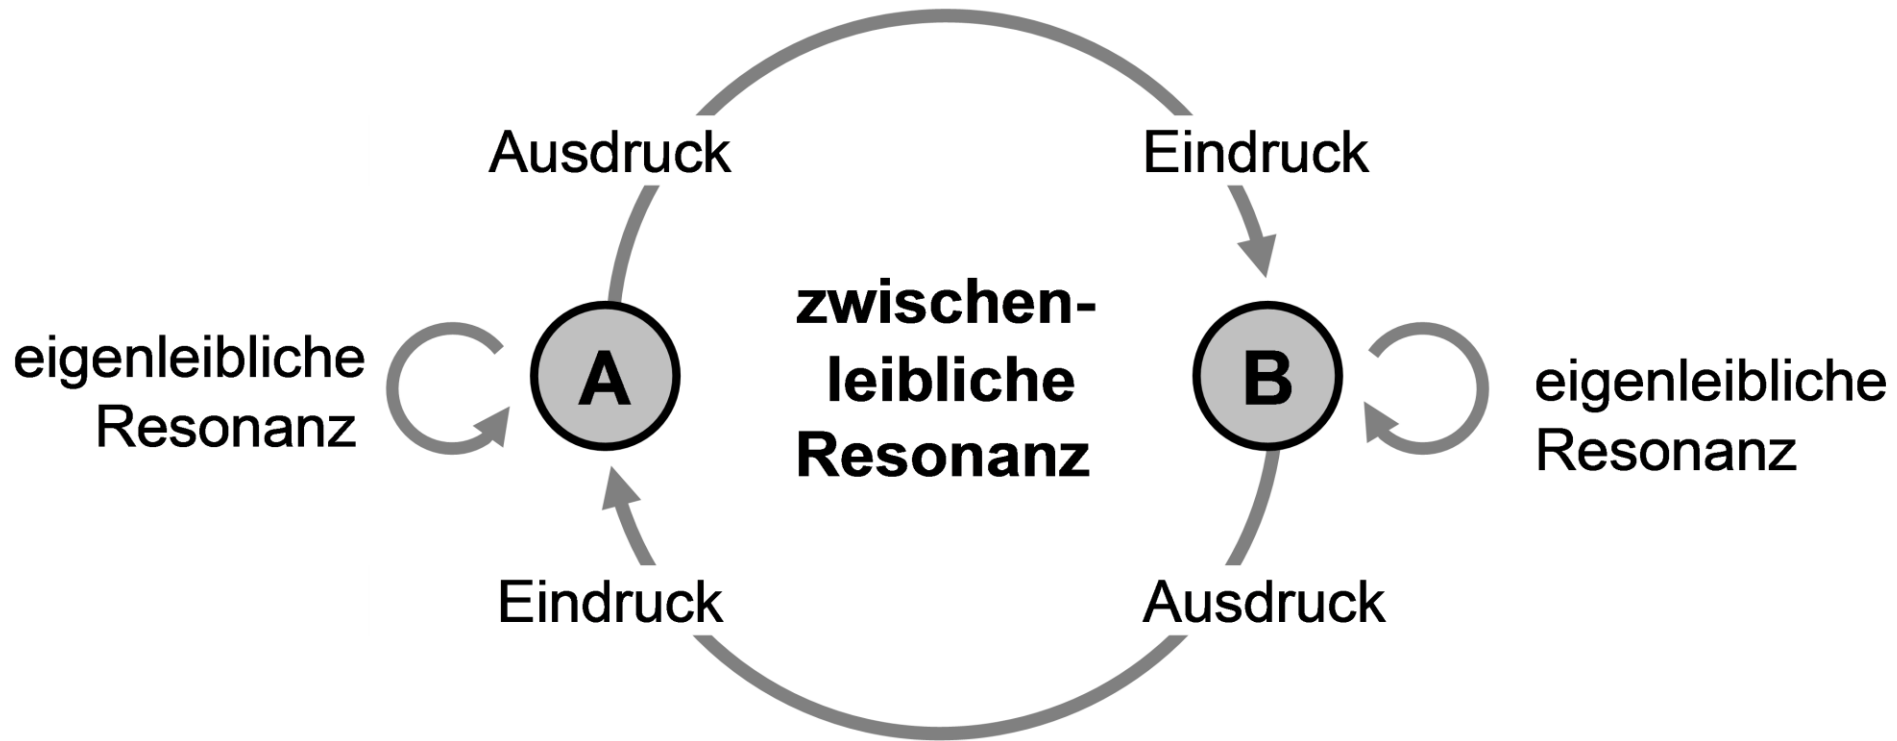 Ausdruck
Eindruck
zwischen-
leibliche
Resonanz
eigenleibliche
Resonanz
A
B
eigenleibliche
Resonanz
Eindruck
Ausdruck